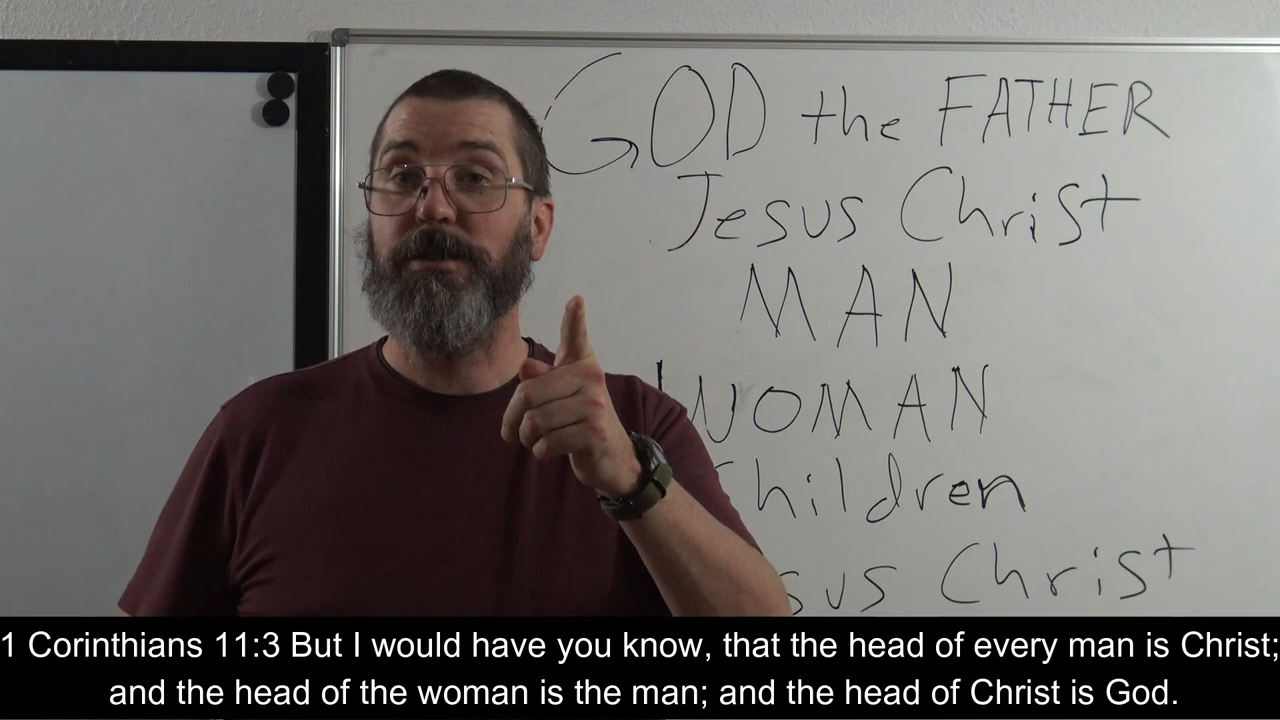 GOD the FATHER
Jesus Christ
MAN
WOMAN
Children
sus Christ
1 Corinthians 11:3 But I would have you know, that the head of every man is Christ;
and the head of the woman is the man; and the head of Christ is God.